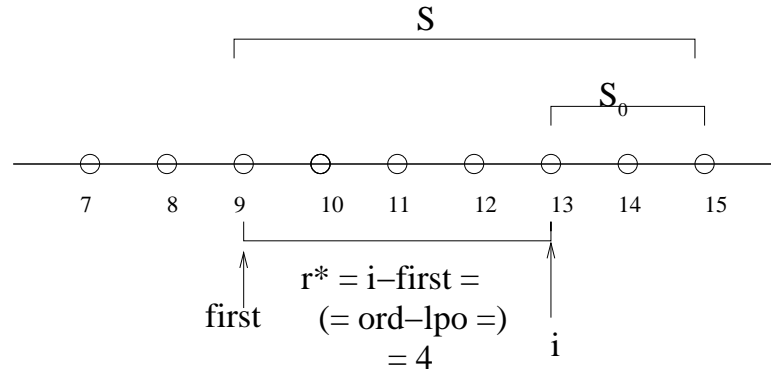 S
S₀
7 8 9 10 11 12 13 14 15
r* = i−first =
first
(= ord−lpo =)
= 4
i